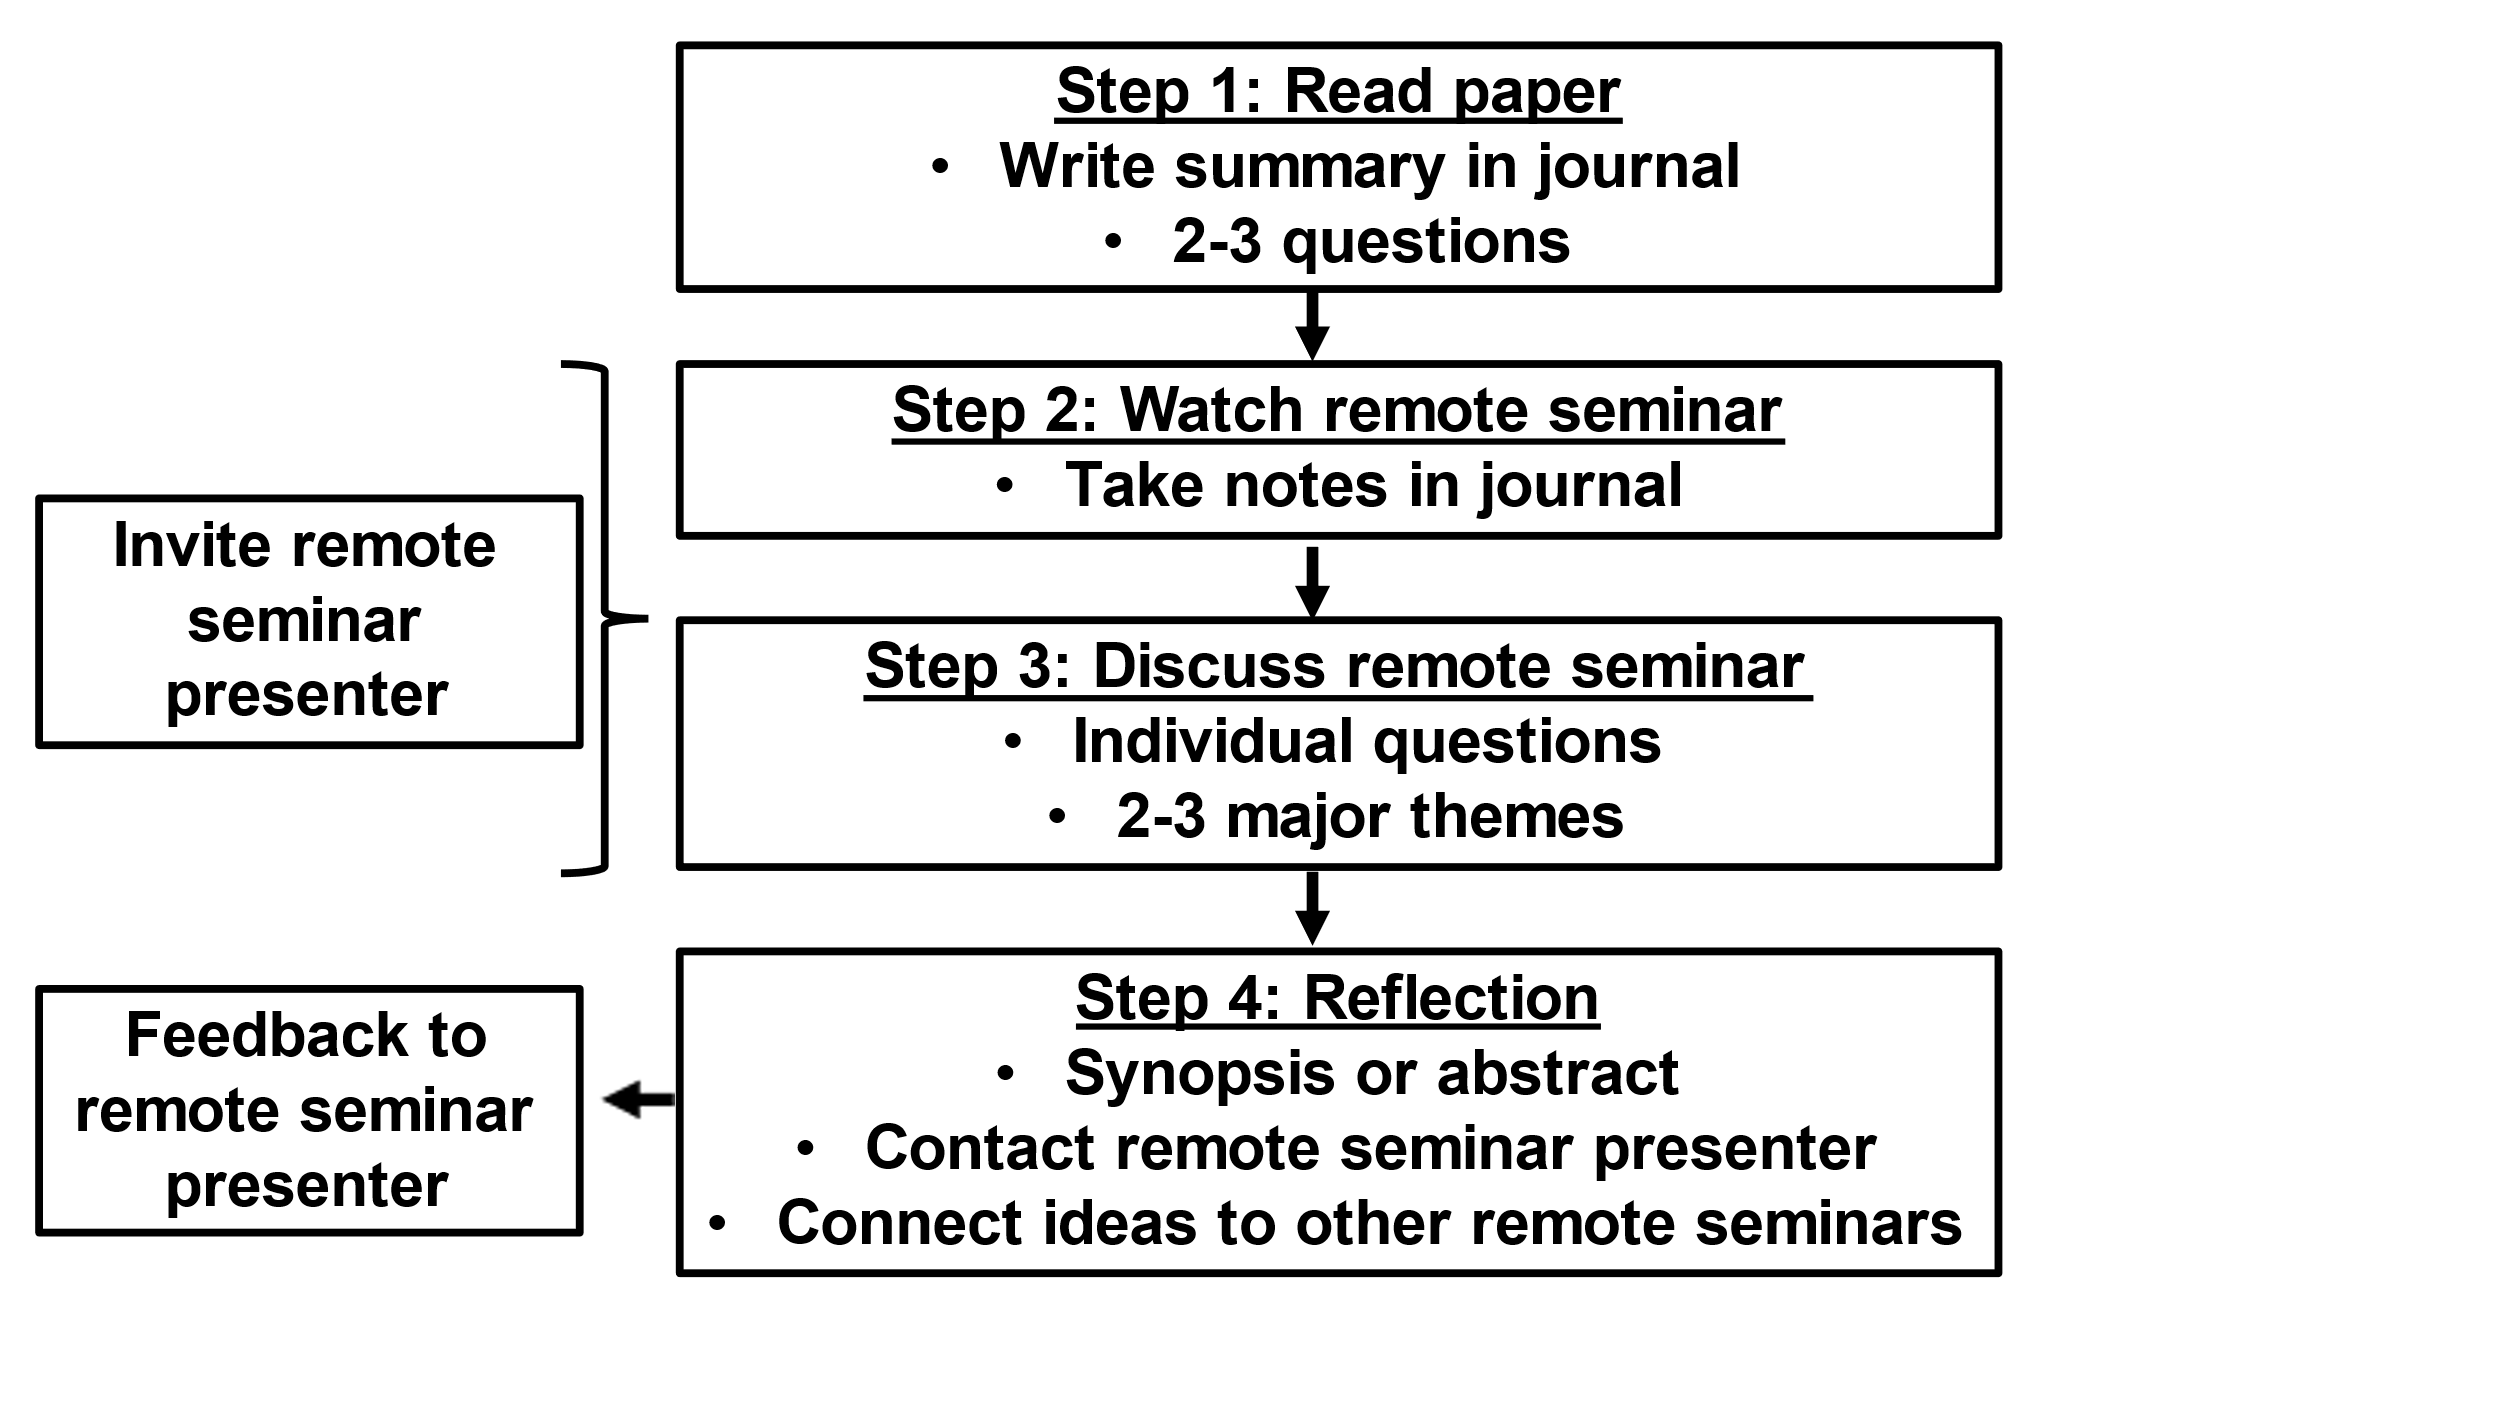 Step 1: Read paper
• Write summary in journal
• 2-3 questions
Step 2: Watch remote seminar
• Take notes in journal
Invite remote
seminar
presenter
Step 3: Discuss remote seminar
• Individual questions
• 2-3 major themes
Step 4: Reflection
• Synopsis or abstract
• Contact remote seminar presenter
• Connect ideas to other remote seminars
Feedback to
remote seminar
presenter